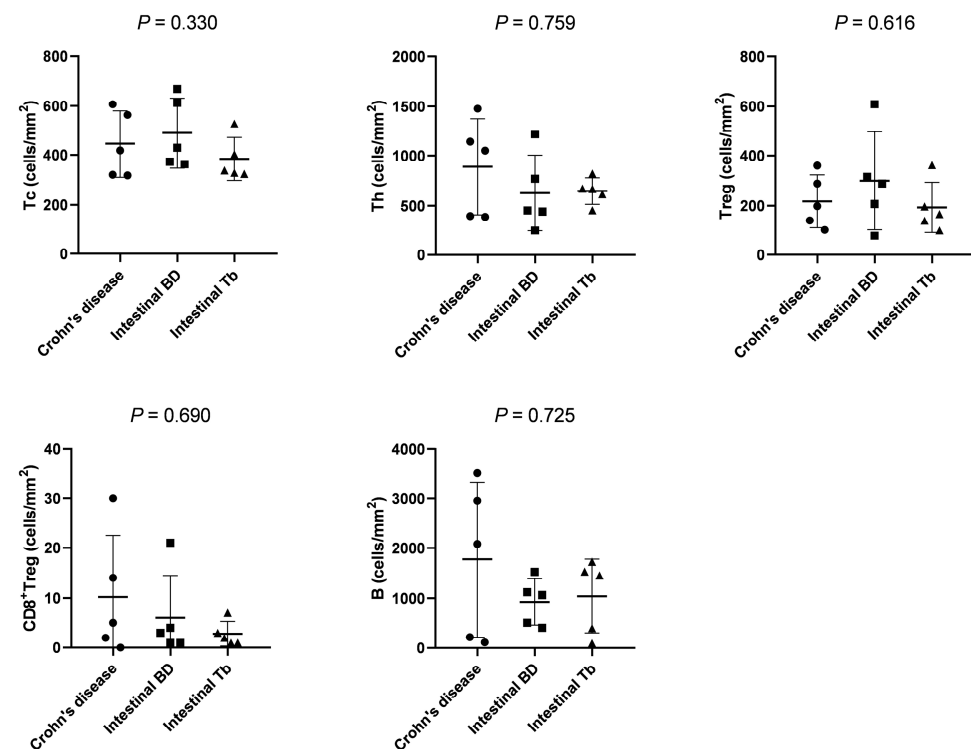 P = 0.330
Tc (cells/mm²)
800
600
400
200
0
Crohn's disease
Intestinal BD
Intestinal Tb
P = 0.759
Th (cells/mm²)
2000
1500
1000
500
0
Crohn's disease
Intestinal BD
Intestinal Tb
P = 0.616
Treg (cells/mm²)
800
600
400
200
0
Crohn's disease
Intestinal BD
Intestinal Tb
P = 0.690
CD8⁺Treg (cells/mm²)
40
30
20
10
0
Crohn's disease
Intestinal BD
Intestinal Tb
P = 0.725
B (cells/mm²)
4000
3000
2000
1000
0
Crohn's disease
Intestinal BD
Intestinal Tb